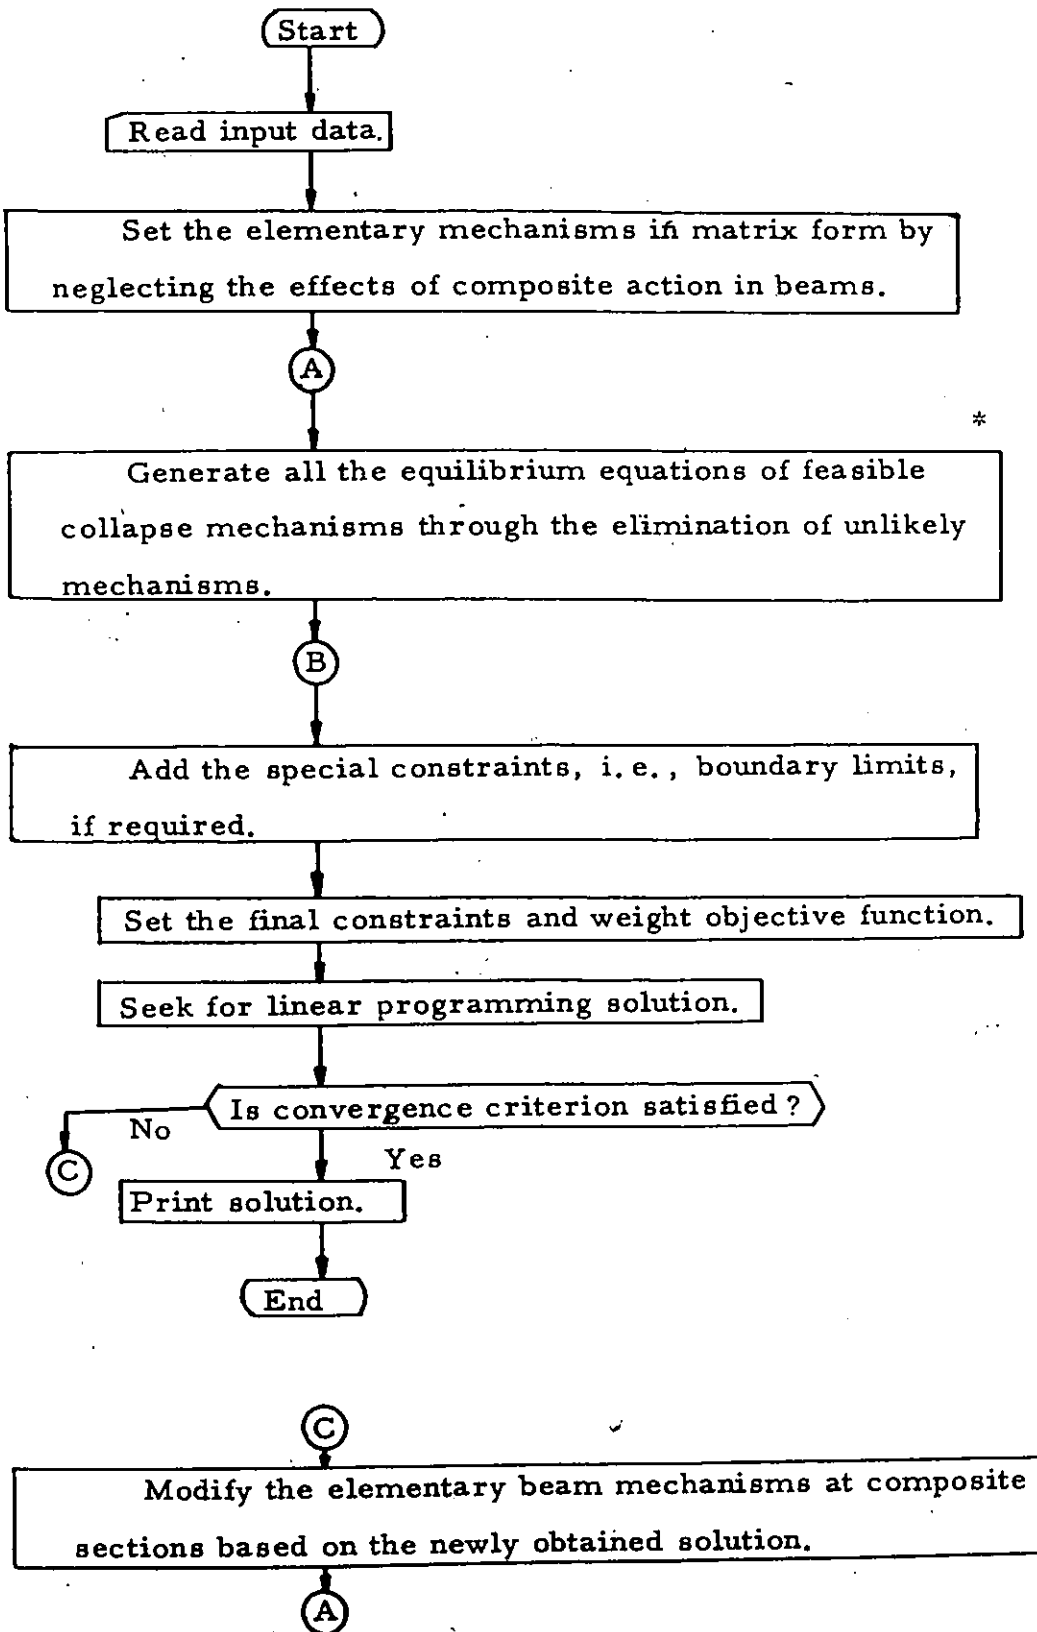 Start
Read input data.
Set the elementary mechanisms in matrix form by
neglecting the effects of composite action in beams.
A
*
Generate all the equilibrium equations of feasible
collapse mechanisms through the elimination of unlikely
mechanisms.
B
Add the special constraints, i.e., boundary limits,
if required.
Set the final constraints and weight objective function.
Seek for linear programming solution.
Is convergence criterion satisfied?
No
Yes
C
Print solution.
End
C
Modify the elementary beam mechanisms at composite
sections based on the newly obtained solution.
A